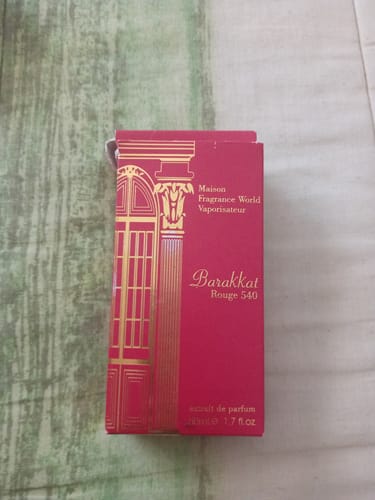 Maison
Fragrance World
Vaporisateur
Barakkat
Rouge 540
extrait de parfum
1.7 fl.oz